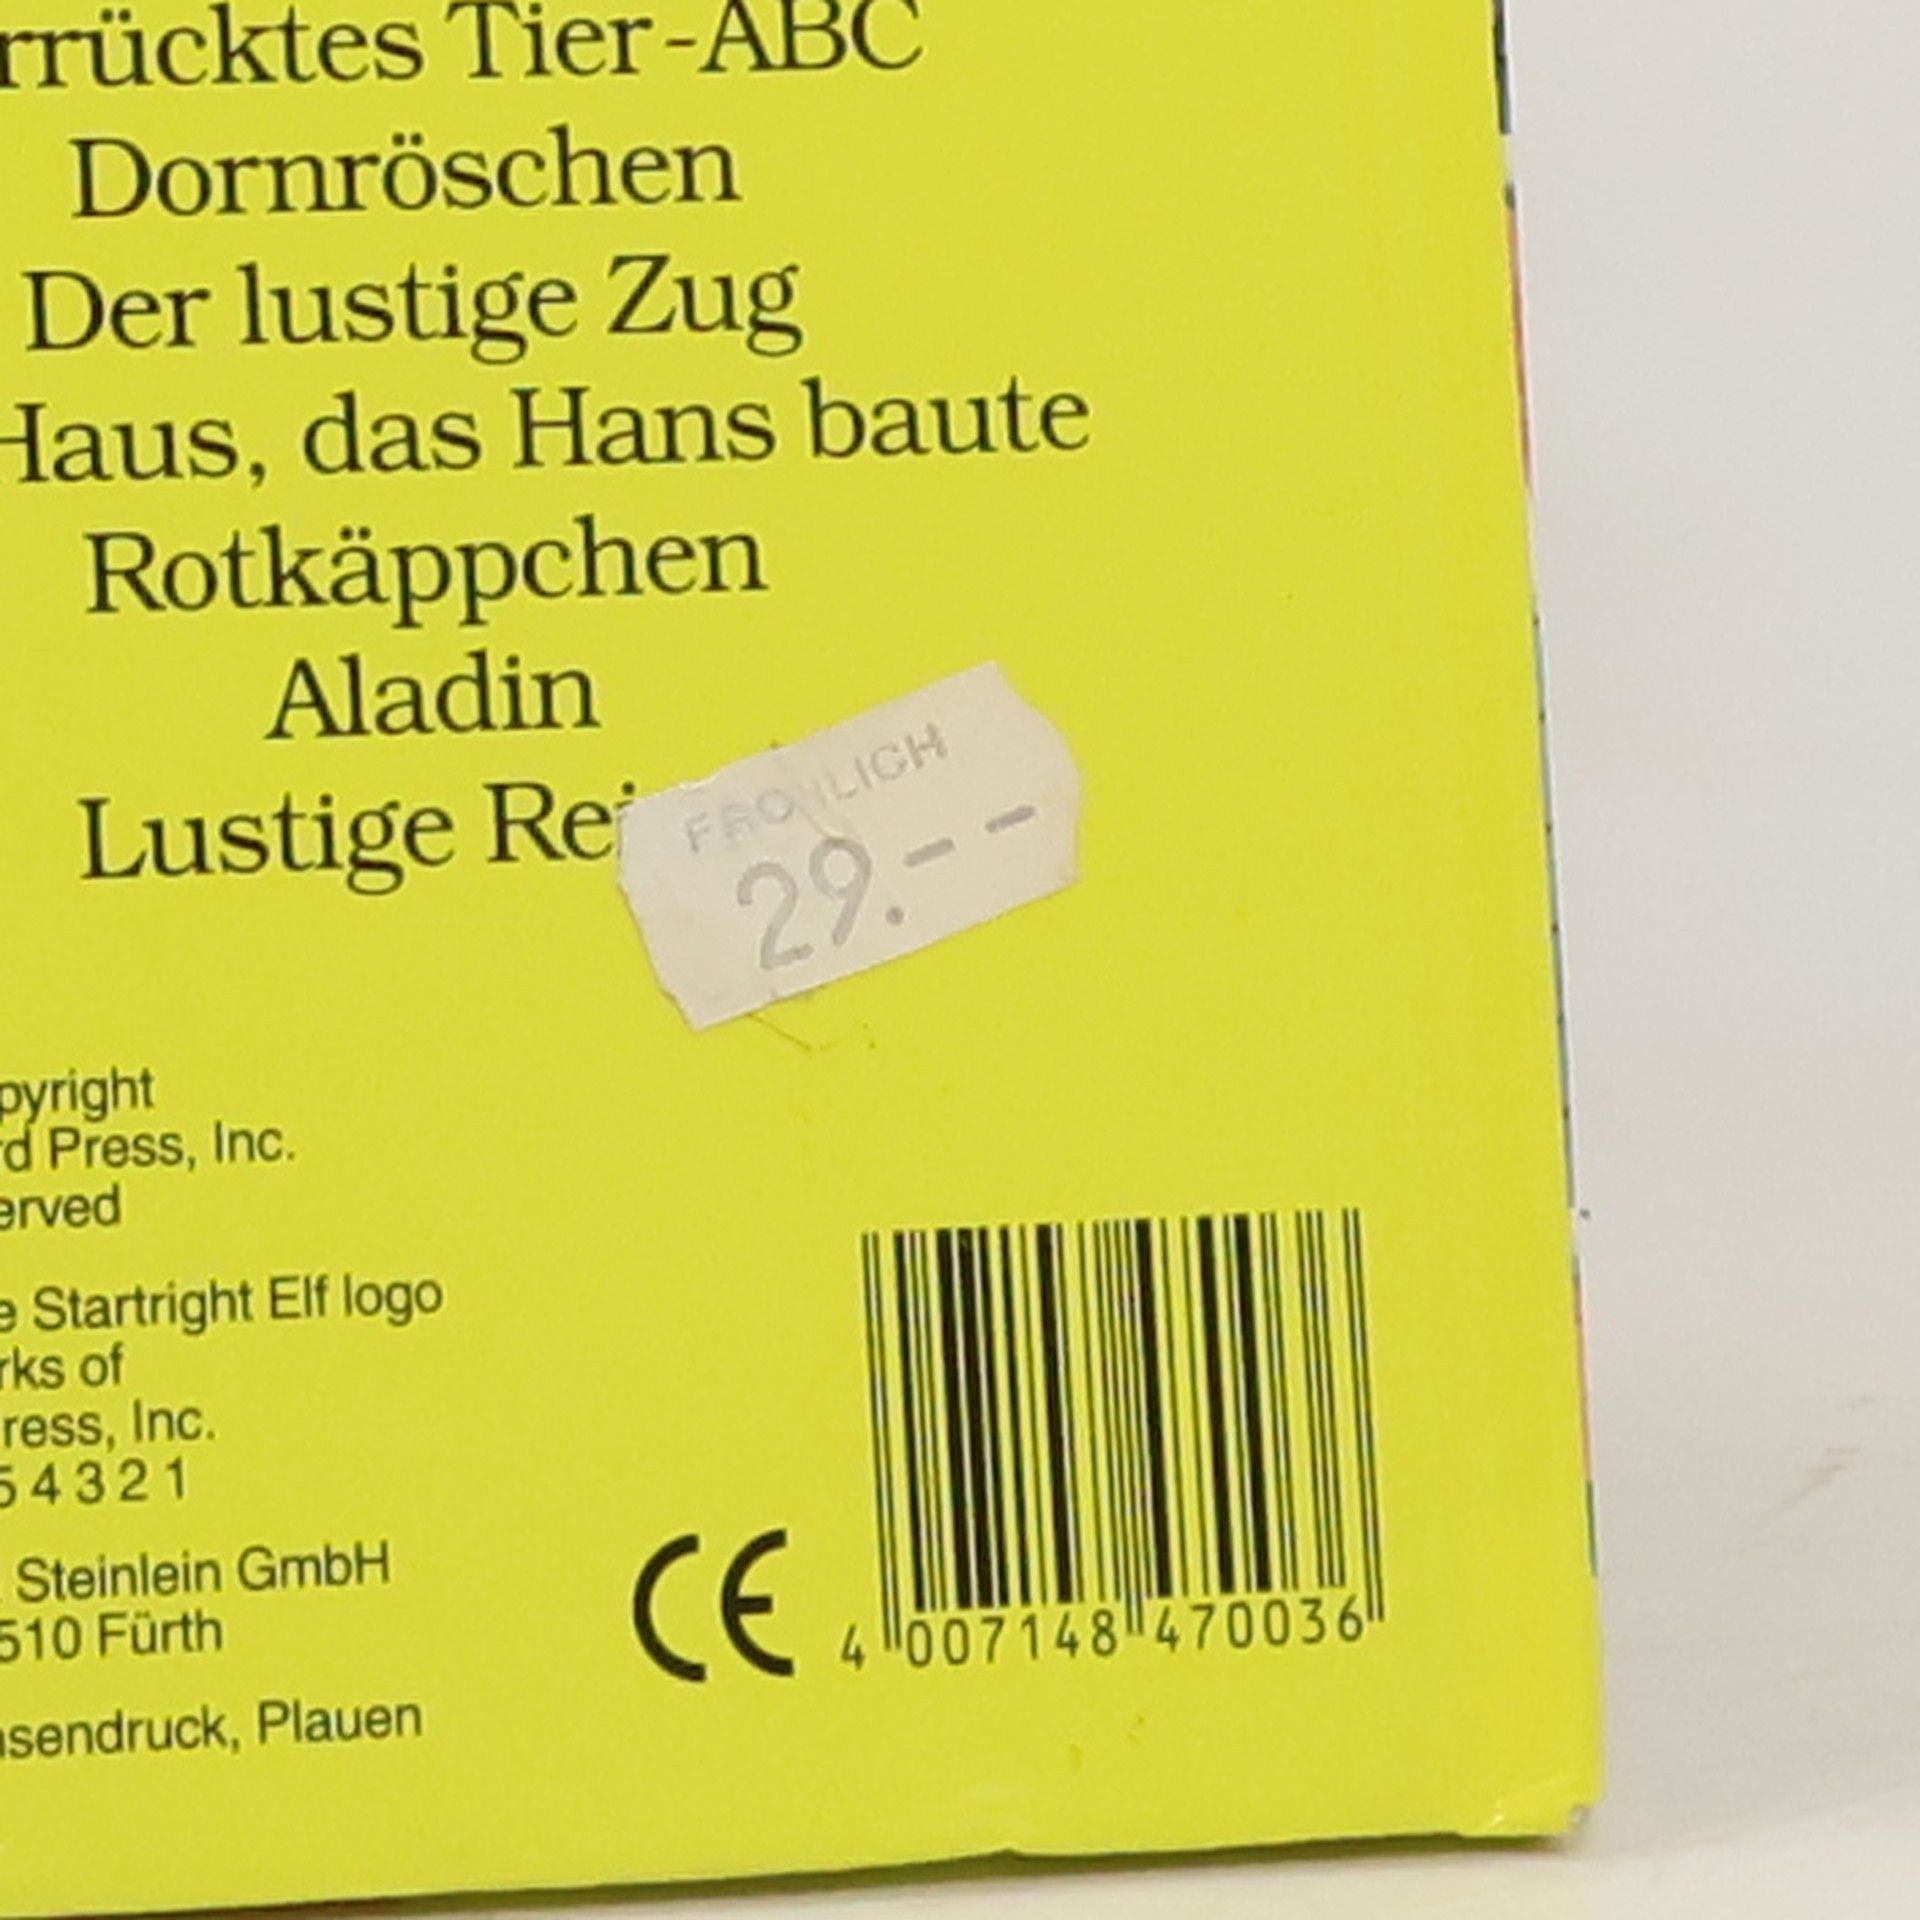 rrücktes Tier-ABC
Dornröschen
Der lustige Zug
Haus, das Hans baute
Rotkäppchen
Aladin
Lustige Rei
FROHLICH
29.--
pyright
rd Press, Inc.
erved
e Startright Elf logo
rks of
ress, Inc.
5 4 3 2 1
Steinlein GmbH
510 Fürth
CE
4 007148 470036
sendruck, Plauen